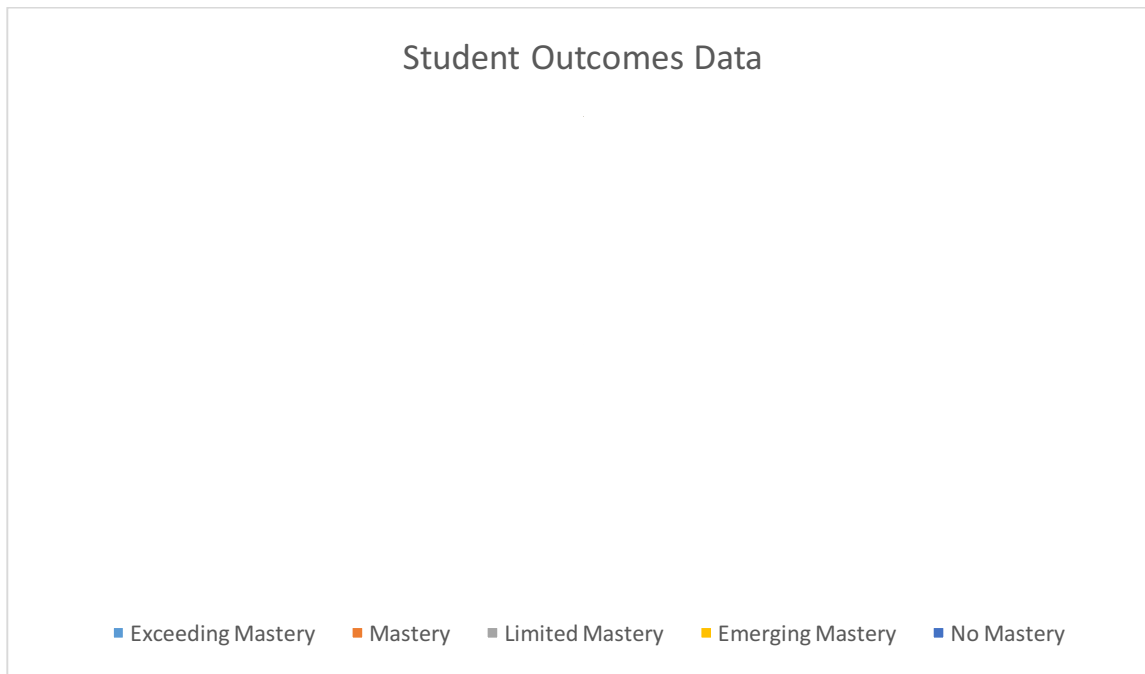 Student Outcomes Data
Exceeding Mastery Mastery Limited Mastery Emerging Mastery No Mastery